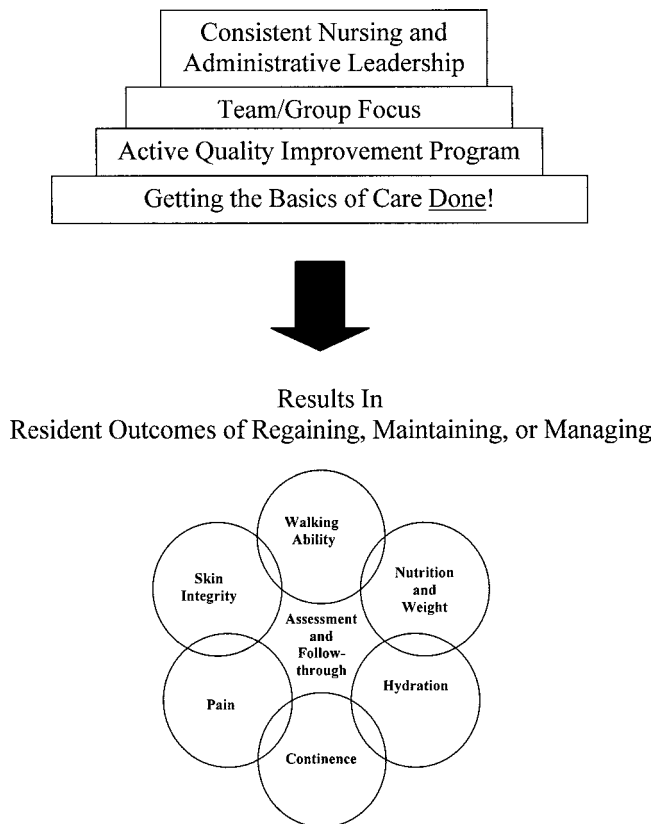 Consistent Nursing and
Administrative Leadership
Team/Group Focus
Active Quality Improvement Program
Getting the Basics of Care Done!
Results In
Resident Outcomes of Regaining, Maintaining, or Managing
Walking
Ability
Nutrition
and
Weight
Hydration
Continence
Pain
Skin
Integrity
Assessment
and
Follow-
through